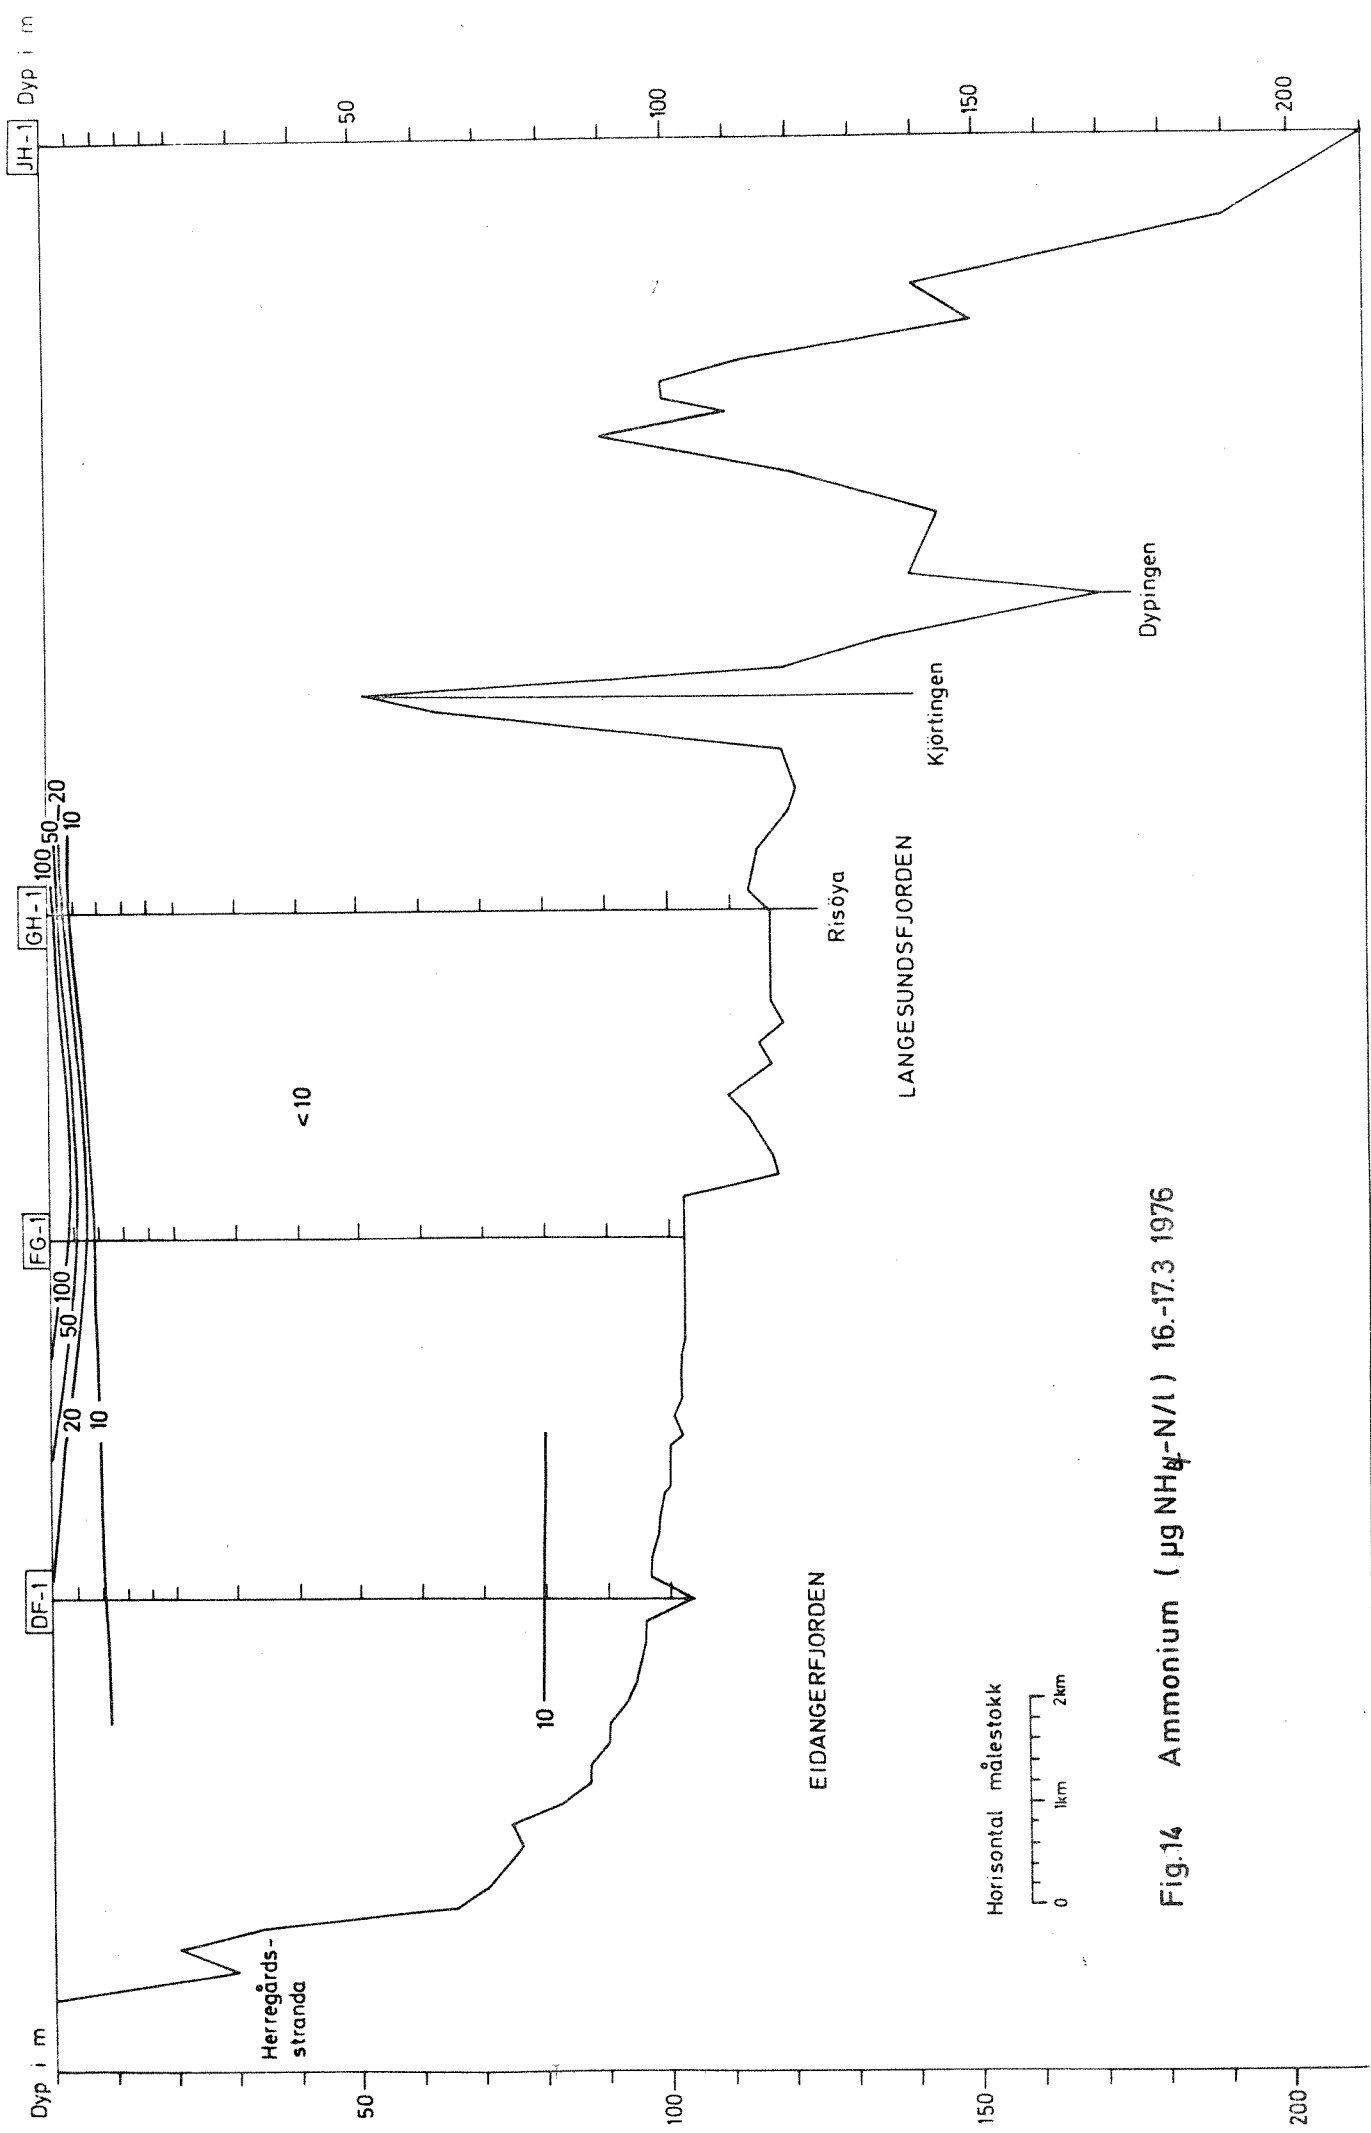 Dyp i m
DF-1
FG-1
GH-1
JH-1
Dyp i m
20
50
100
10
100
50
20
10
<10
10
50
100
150
200
50
100
150
200
Herregårds-
stranda
Risöya
Kjörtingen
Dypingen
EIDANGERFJORDEN
LANGESUNDSFJORDEN
Horisontal målestokk
0 1km 2km
Fig.14 Ammonium (µg NH4-N/l) 16.-17.3 1976